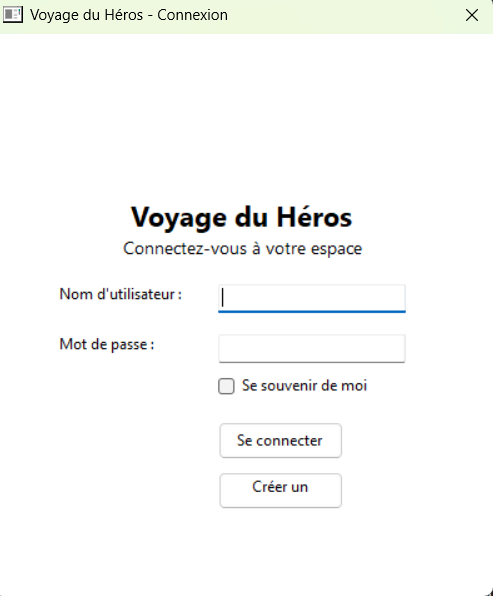 Voyage du Héros - Connexion
Voyage du Héros
Connectez-vous à votre espace
Nom d'utilisateur :
Mot de passe :
Se souvenir de moi
Se connecter
Créer un